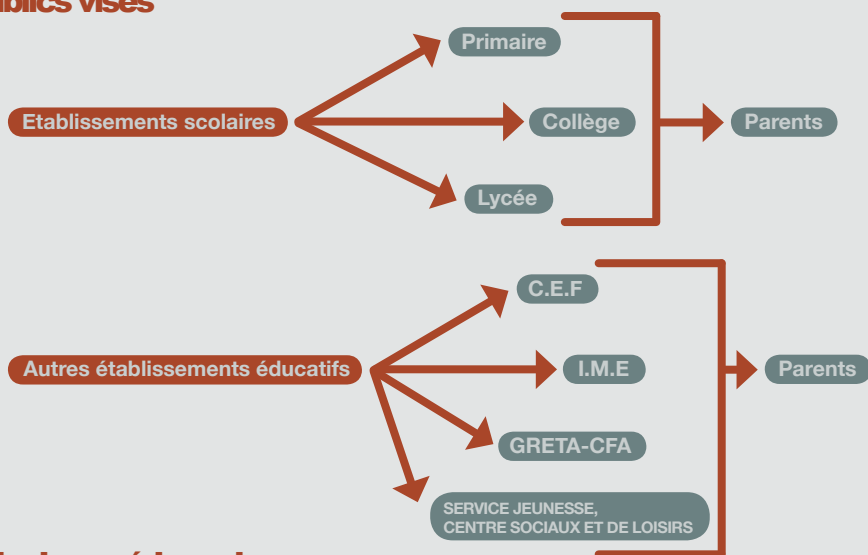 visés
Primaire
Etablissements scolaires
Collège
Parents
Lycée
C.E.F
Autres établissements éducatifs
I.M.E
Parents
GRETA-CFA
SERVICE JEUNESSE,
CENTRE SOCIAUX ET DE LOISIRS